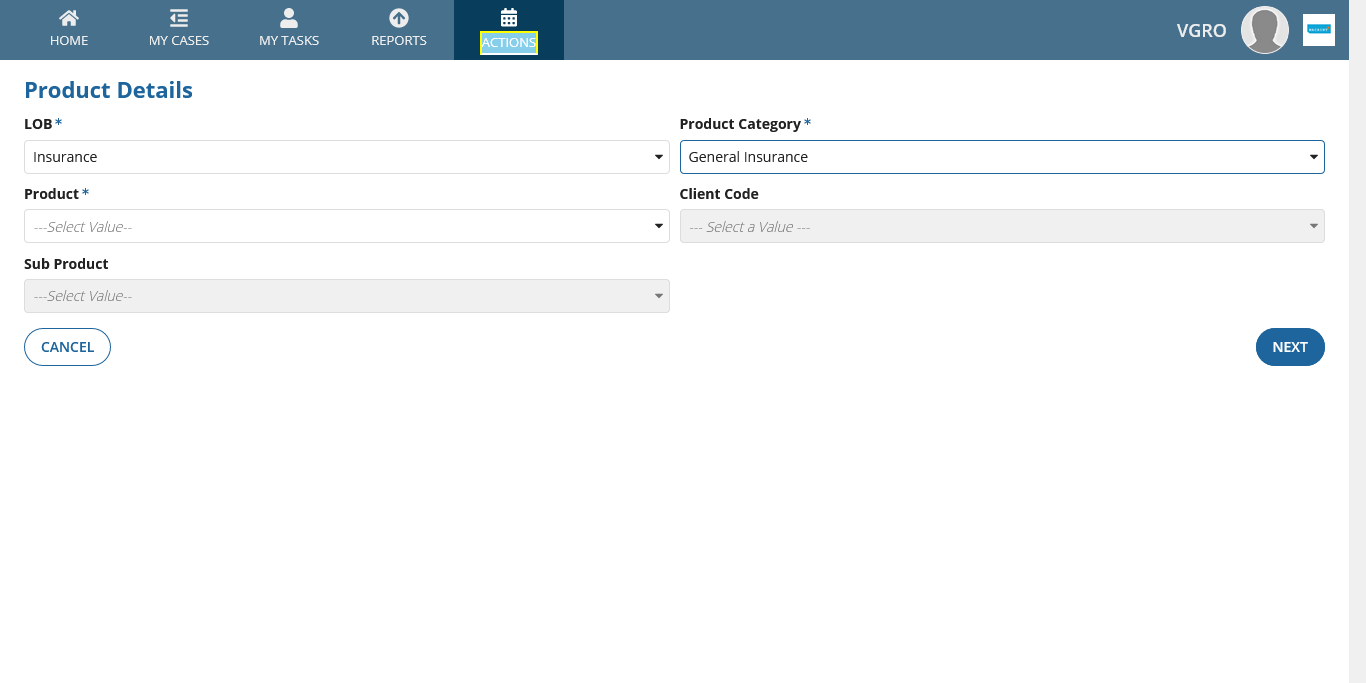 HOME
MY CASES
MY TASKS
REPORTS
ACTIONS
VGRO
Product Details
LOB *
Product Category *
Insurance
General Insurance
Product *
Client Code
---Select Value--
--- Select a Value ---
Sub Product
---Select Value--
CANCEL
NEXT